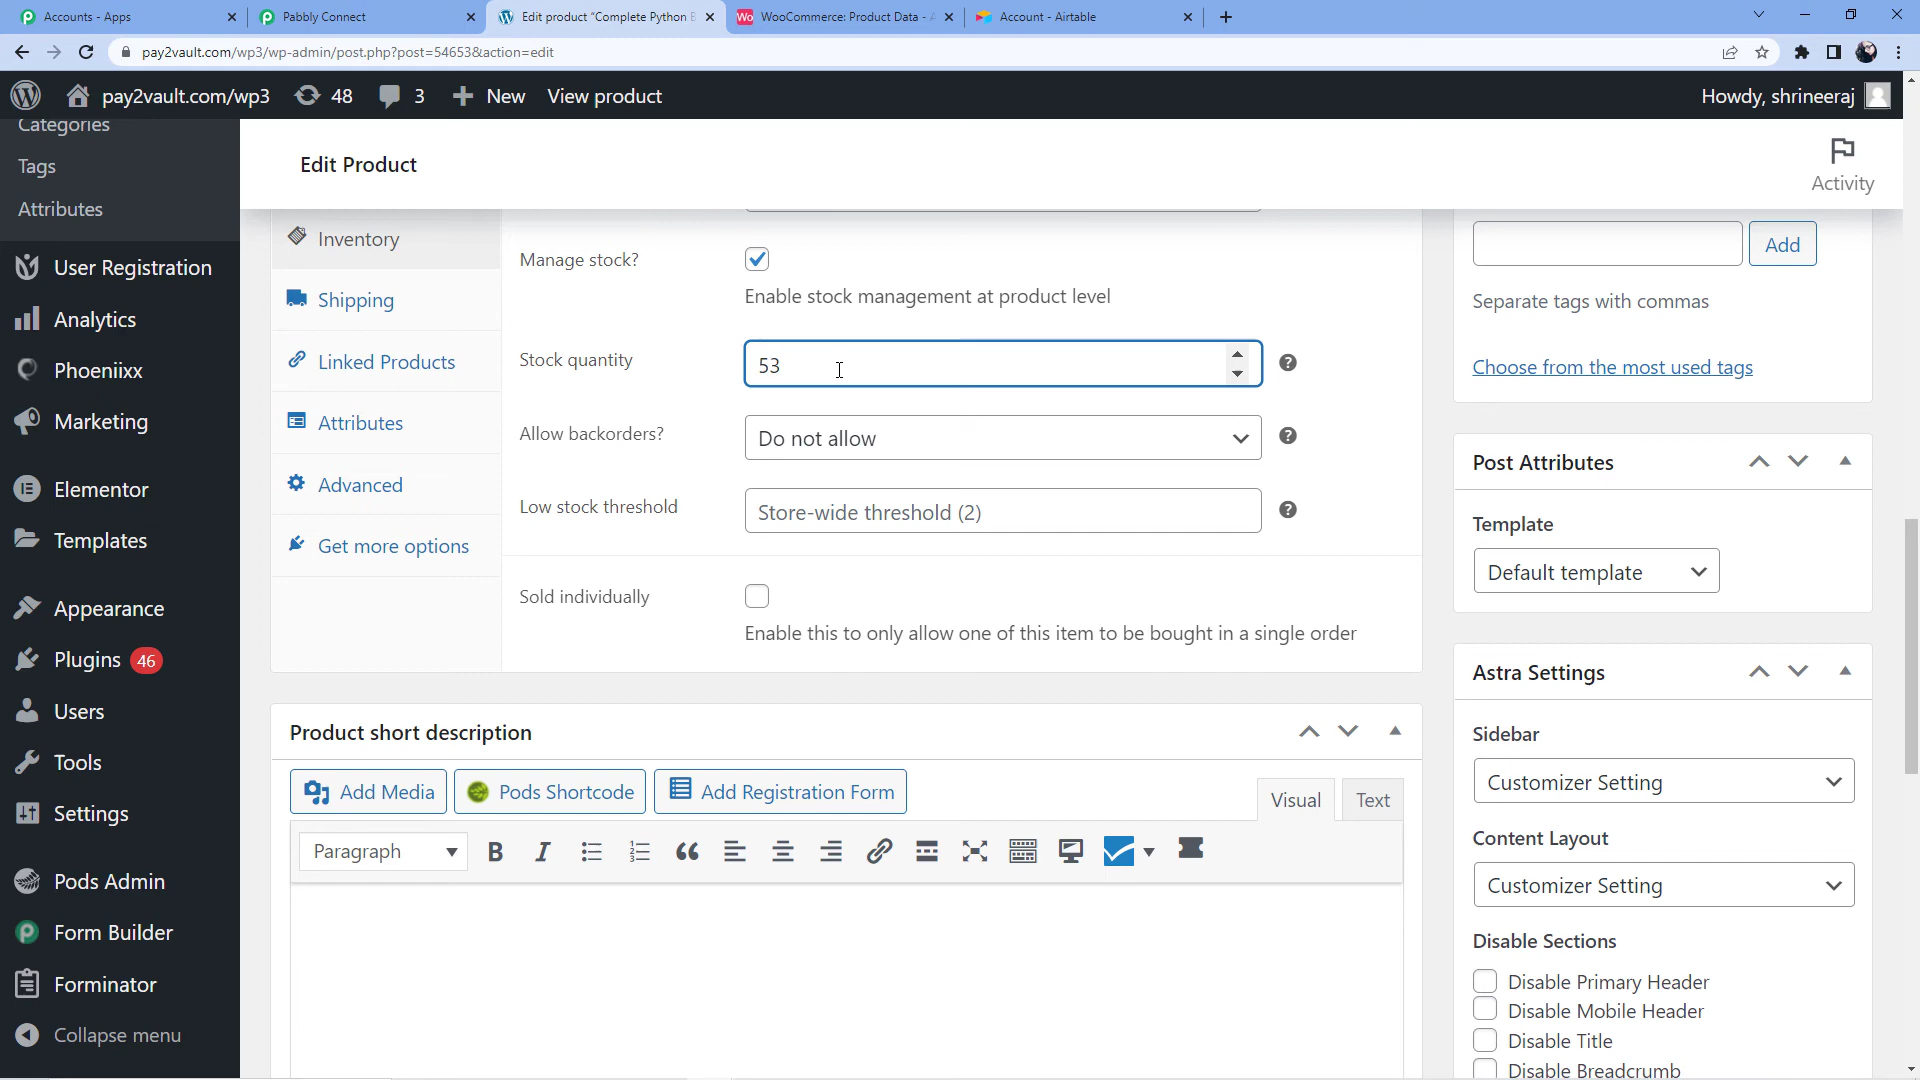 Accounts - Apps
Pabbly Connect
Edit product "Complete Python B
Wo WooCommerce: Product Data - A
Account - Airtable
pay2vault.com/wp3/wp-admin/post.php?post=54653&action=edit
pay2vault.com/wp3
48
3
New
View product
Howdy, shrineeraj
Categories
Tags
Attributes
User Registration
Analytics
Phoeniixx
Marketing
Elementor
Templates
Appearance
Plugins 46
Users
Tools
Settings
Pods Admin
Form Builder
Forminator
Collapse menu
Edit Product
Activity
Inventory
Shipping
Linked Products
Attributes
Advanced
Get more options
Manage stock?
Enable stock management at product level
Stock quantity
53
Allow backorders?
Do not allow
Low stock threshold
Store-wide threshold (2)
Sold individually
Enable this to only allow one of this item to be bought in a single order
Product short description
Add Media
Pods Shortcode
Add Registration Form
Visual
Text
Paragraph
Add
Separate tags with commas
Choose from the most used tags
Post Attributes
Template
Default template
Astra Settings
Sidebar
Customizer Setting
Content Layout
Customizer Setting
Disable Sections
Disable Primary Header
Disable Mobile Header
Disable Title
Disable Breadcrumb